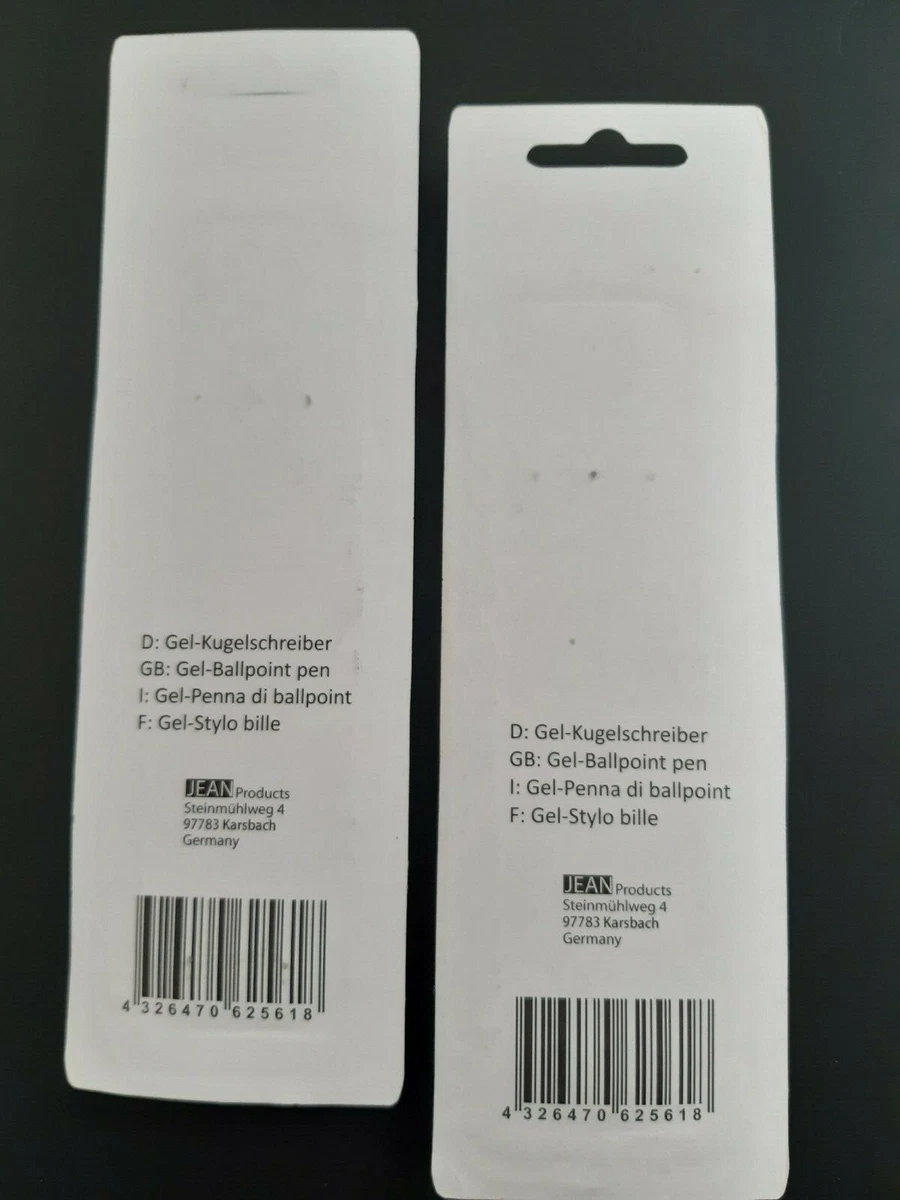 D: Gel-Kugelschreiber
GB: Gel-Ballpoint pen
I: Gel-Penna di ballpoint
F: Gel-Stylo bille
JEAN Products
Steinmühlweg 4
97783 Karsbach
Germany
4 326470 625618
D: Gel-Kugelschreiber
GB: Gel-Ballpoint pen
I: Gel-Penna di ballpoint
F: Gel-Stylo bille
JEAN Products
Steinmühlweg 4
97783 Karsbach
Germany
4 326470 625618